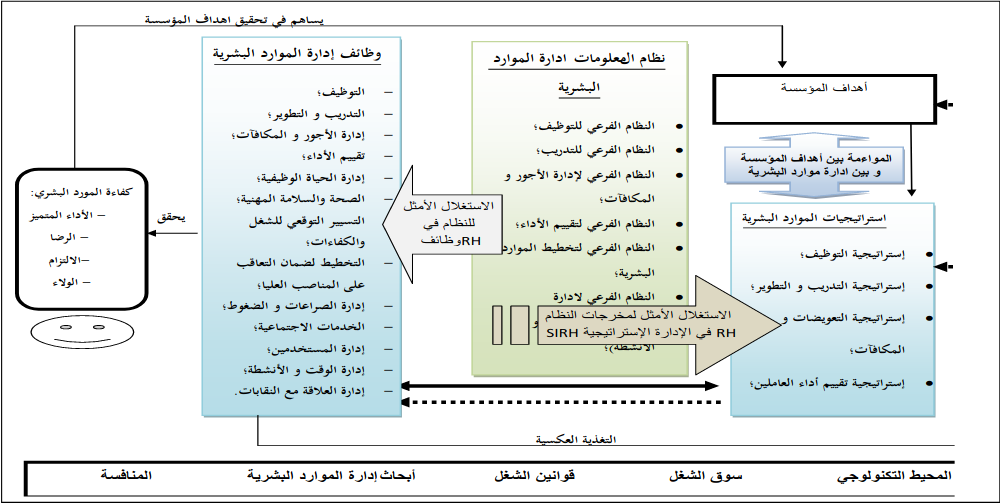 يساهم في تحقيق اهداف المؤسسة
أهداف المؤسسة
المواءمة بين أهداف المؤسسة
و بين ادارة موارد البشرية
استراتيجيات الموارد البشرية
إستراتيجية التوظيف؛
إستراتيجية التدريب و التطوير؛
إستراتيجية التعويضات و
المكافآت؛
إستراتيجية تقييم أداء العاملين؛
نظام المعلومات ادارة الموارد
البشرية
النظام الفرعي للتوظيف؛
النظام الفرعي للتدريب؛
النظام الفرعي لإدارة الأجور و
المكافآت؛
النظام الفرعي لتقييم الأداء؛
النظام الفرعي لتخطيط الموارد
البشرية؛
النظام الفرعي لادارة
و
الأنشطة)؛
الاستغلال الأمثل لمخرجات النظام
SIRH في الإدارة الإستراتيجية RH
الاستغلال الأمثل
للنظام في
وظائفRH
وظائف إدارة الموارد البشرية
– التوظيف؛
– التدريب و التطوير؛
– إدارة الأجور و المكافآت؛
– تقييم الأداء؛
– إدارة الحياة الوظيفية؛
– الصحة والسلامة المهنية؛
– التسيير التوقعي للشغل
والكفاءات؛
– التخطيط لضمان التعاقب
على المناصب العليا؛
– إدارة الصراعات و الضغوط؛
– الخدمات الاجتماعية؛
– إدارة المستخدمين؛
– إدارة الوقت و الأنشطة؛
– إدارة العلاقة مع النقابات.
يحقق
كفاءة المورد البشري:
– الأداء المتميز
– الرضا
–الالتزام
– الولاء
التغذية العكسية
المحيط التكنولوجي سوق الشغل قوانين الشغل أبحاث إدارة الموارد البشرية المنافسة